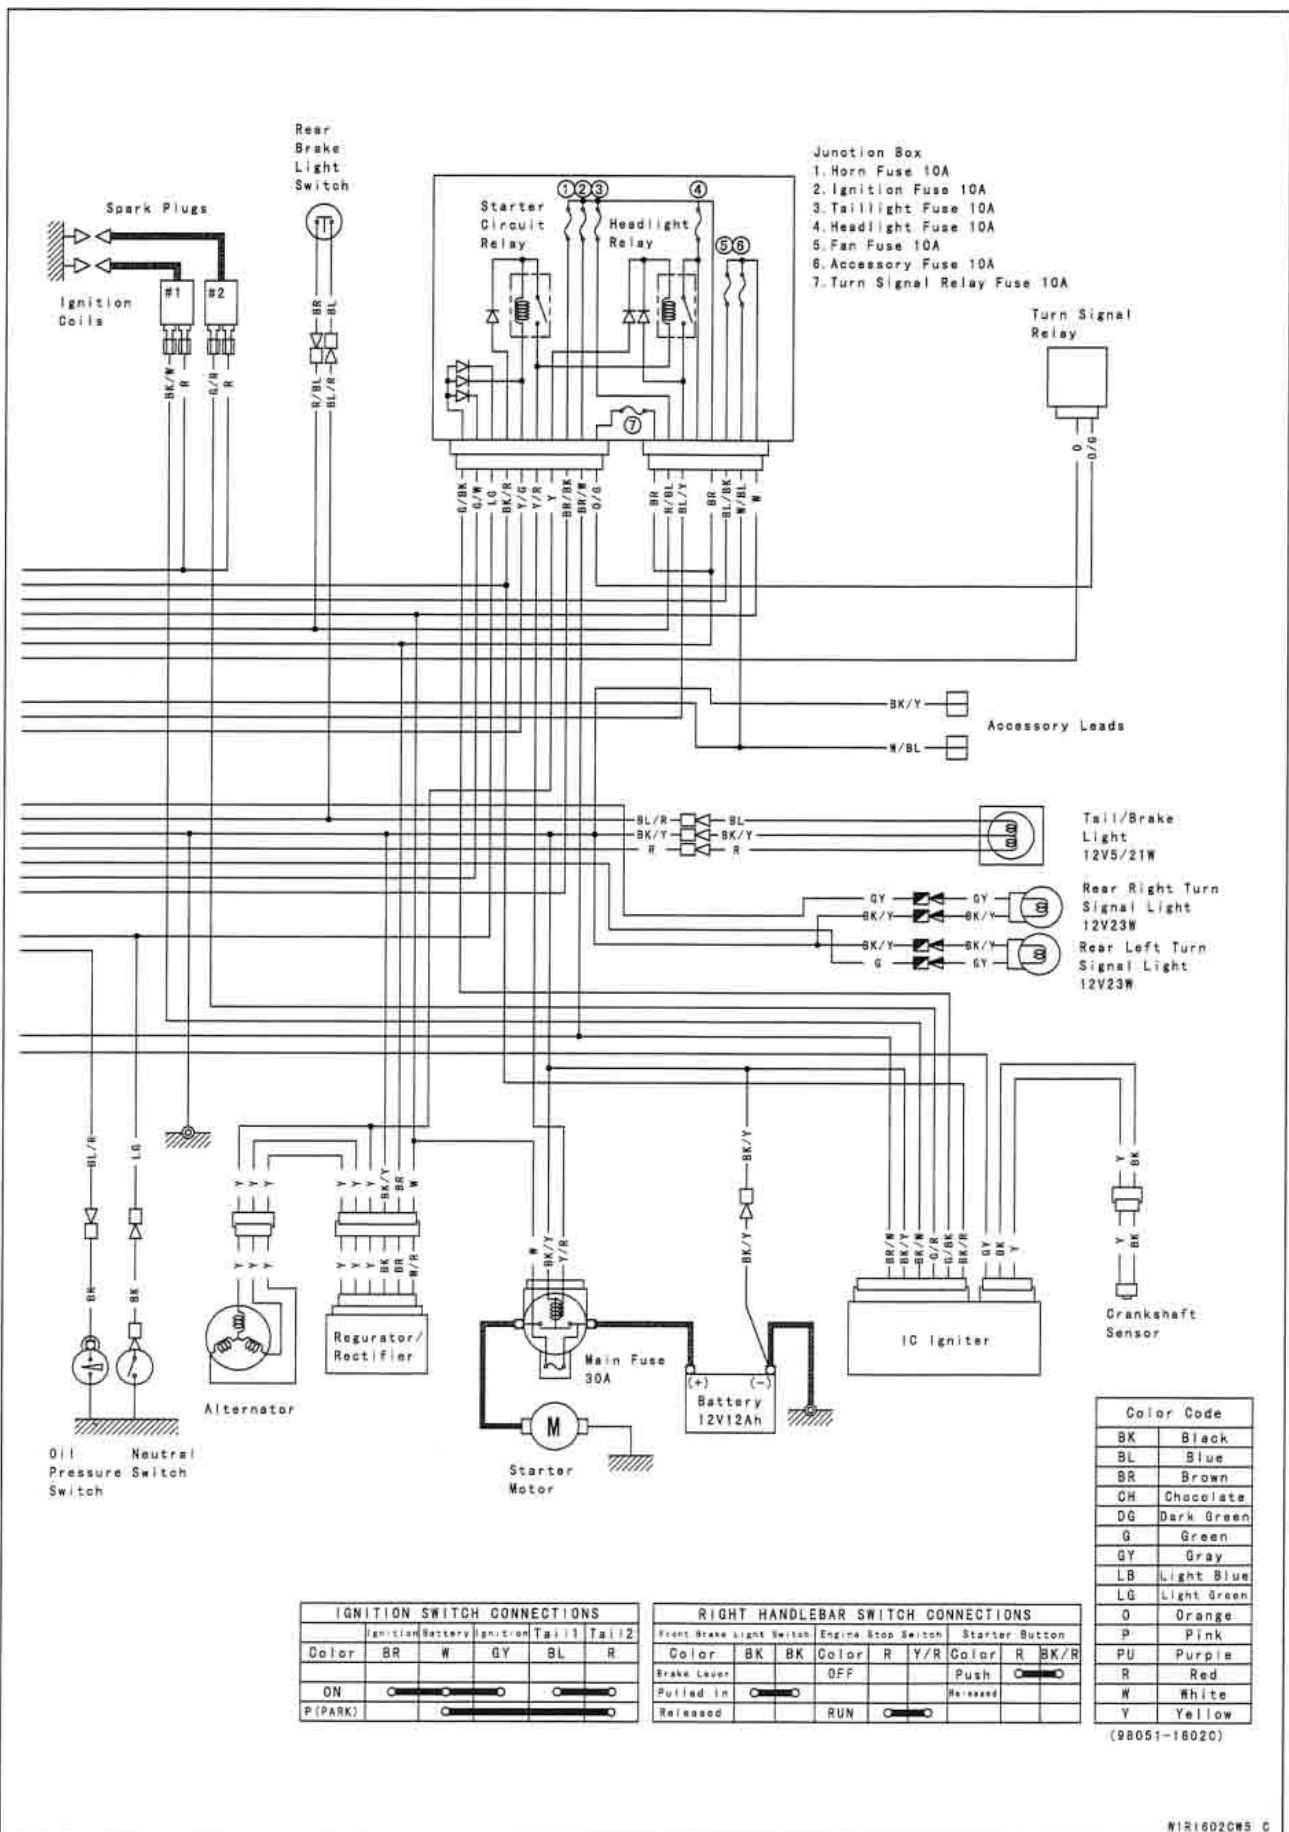 Rear
Brake
Light
Switch
Spark Plugs
#1
#2
Ignition
Coils
BK/W
R
G/R
R
BR
BL
R/BL
BL/R
Starter
Circuit
Relay
Headlight
Relay
1
2
3
4
5
6
7
Junction Box
1.Horn Fuse 10A
2.Ignition Fuse 10A
3.Taillight Fuse 10A
4.Headlight Fuse 10A
5.Fan Fuse 10A
6.Accessory Fuse 10A
7.Turn Signal Relay Fuse 10A
Turn Signal
Relay
O
O/G
G/BK
G/W
LG
BK/R
Y/G
Y/R
Y
BR/BK
BR/W
O/G
BR
R/BL
BL/Y
BR
BL/BK
W/BL
W
BK/Y
W/BL
Accessory Leads
BL/R
BL
BK/Y
BK/Y
R
R
Tail/Brake
Light
12V5/21W
GY
GY
BK/Y
BK/Y
Rear Right Turn
Signal Light
12V23W
BK/Y
BK/Y
G
GY
Rear Left Turn
Signal Light
12V23W
BL/R
LG
BK
Oil
Pressure
Switch
Neutral
Switch
Y
Y
Y
Y
Y
Y
Alternator
Y
Y
Y
BK/Y
BR
W
Y
Y
Y
BK
BR
W/R
Regurator/
Rectifier
W
BK/Y
Y/R
Main Fuse
30A
M
Starter
Motor
BK/Y
BK/Y
(+)
(-)
Battery
12V12Ah
BR/W
BK/Y
BK/W
G/R
G/BK
BK/R
GY
BK
Y
IC Igniter
Y
BK
Y
BK
Crankshaft
Sensor
Color Code
BK Black
BL Blue
BR Brown
CH Chocolate
DG Dark Green
G Green
GY Gray
LB Light Blue
LG Light Green
O Orange
P Pink
PU Purple
R Red
W White
Y Yellow
(98051-1602C)
IGNITION SWITCH CONNECTIONS
Ignition Battery Ignition Tail1 Tail2
Color BR W GY BL R
ON
P(PARK)
RIGHT HANDLEBAR SWITCH CONNECTIONS
Front Brake Light Switch Engine Stop Switch Starter Button
Color BK BK Color R Y/R Color R BK/R
Brake Lever OFF Push
Pulled in Released
Released RUN
W1R1602CW5 C